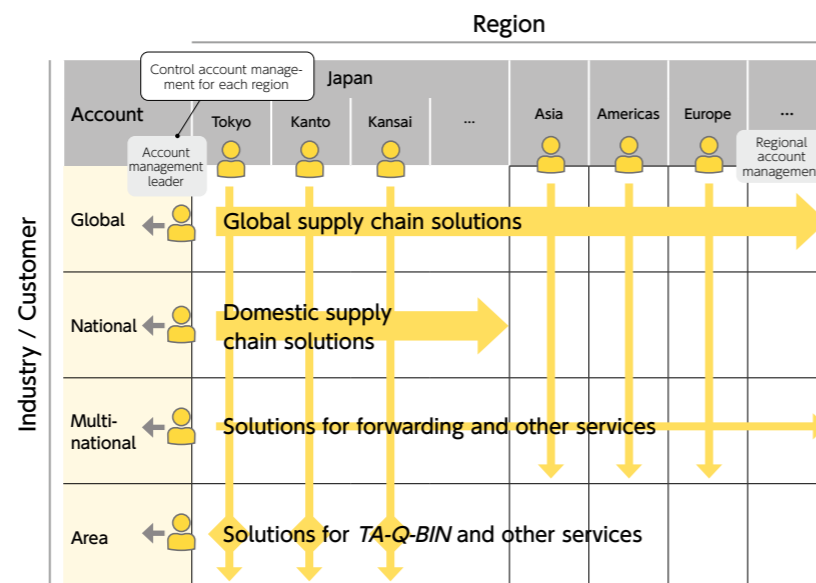 Region
Control account manage-
ment for each region
Japan
Account
Tokyo
Kanto
Kansai
...
Asia
Americas
Europe
...
Account
management
leader
Regional
account
management
Industry / Customer
Global
Global supply chain solutions
National
Domestic supply
chain solutions
Multi-
national
Solutions for forwarding and other services
Area
Solutions for TA-Q-BIN and other services